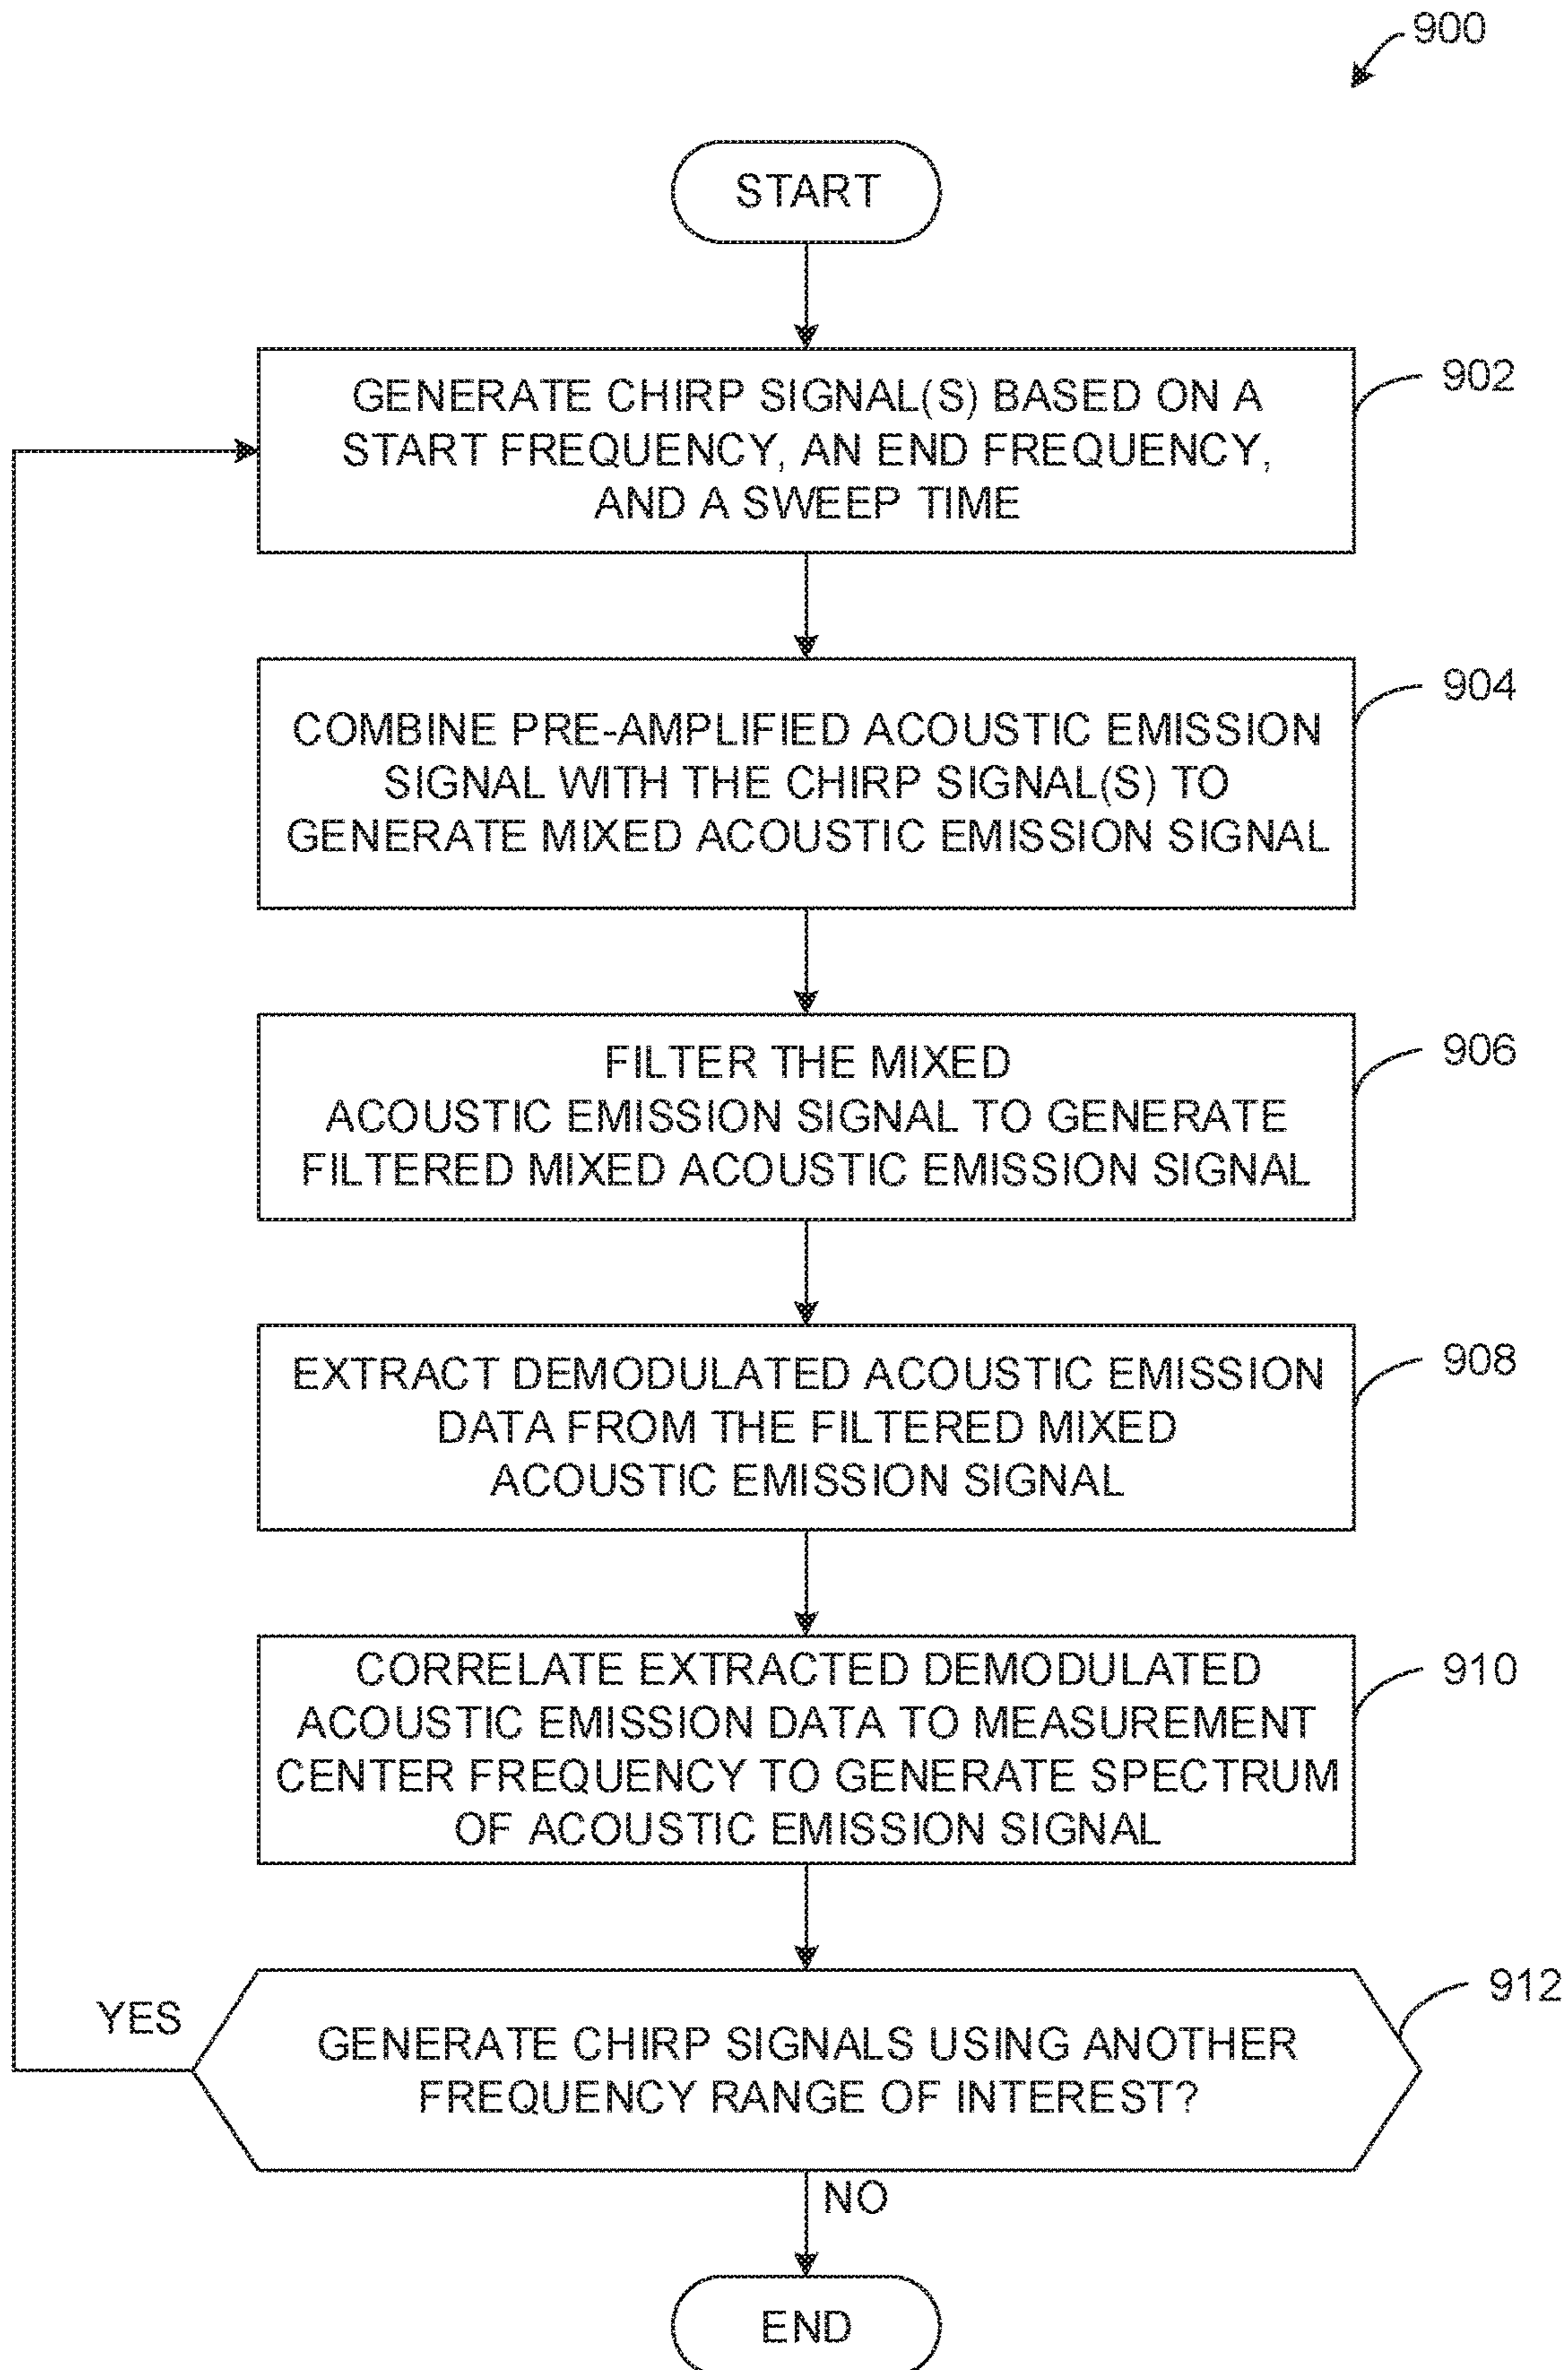 900
START
GENERATE CHIRP SIGNAL(S) BASED ON A
START FREQUENCY, AN END FREQUENCY,
AND A SWEEP TIME
902
COMBINE PRE-AMPLIFIED ACOUSTIC EMISSION
SIGNAL WITH THE CHIRP SIGNAL(S) TO
GENERATE MIXED ACOUSTIC EMISSION SIGNAL
904
FILTER THE MIXED
ACOUSTIC EMISSION SIGNAL TO GENERATE
FILTERED MIXED ACOUSTIC EMISSION SIGNAL
906
EXTRACT DEMODULATED ACOUSTIC EMISSION
DATA FROM THE FILTERED MIXED
ACOUSTIC EMISSION SIGNAL
908
CORRELATE EXTRACTED DEMODULATED
ACOUSTIC EMISSION DATA TO MEASUREMENT
CENTER FREQUENCY TO GENERATE SPECTRUM
OF ACOUSTIC EMISSION SIGNAL
910
YES
GENERATE CHIRP SIGNALS USING ANOTHER
FREQUENCY RANGE OF INTEREST?
912
NO
END